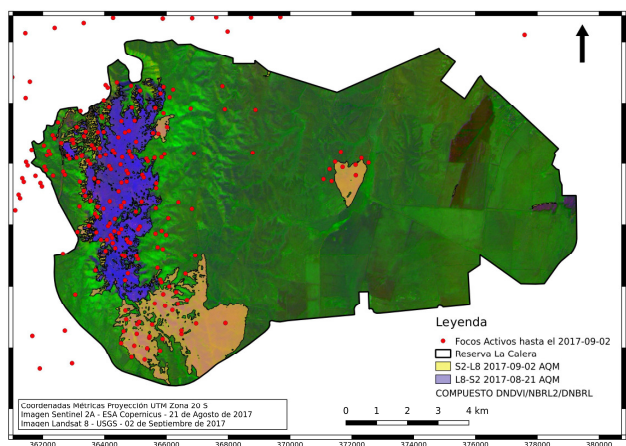 Leyenda
Focos Activos hasta el 2017-09-02
Reserva La Calera
S2-L8 2017-09-02 AQM
L8-S2 2017-08-21 AQM
COMPUESTO DNDVI/NBRL2/DNBRL
0 1 2 3 4 km
Coordenadas Métricas Proyección UTM Zona 20 S
Imagen Sentinel 2A - ESA Copernicus - 21 de Agosto de 2017
Imagen Landsat 8 - USGS - 02 de Septiembre de 2017
362000 364000 366000 368000 370000 372000 374000 376000 378000 380000